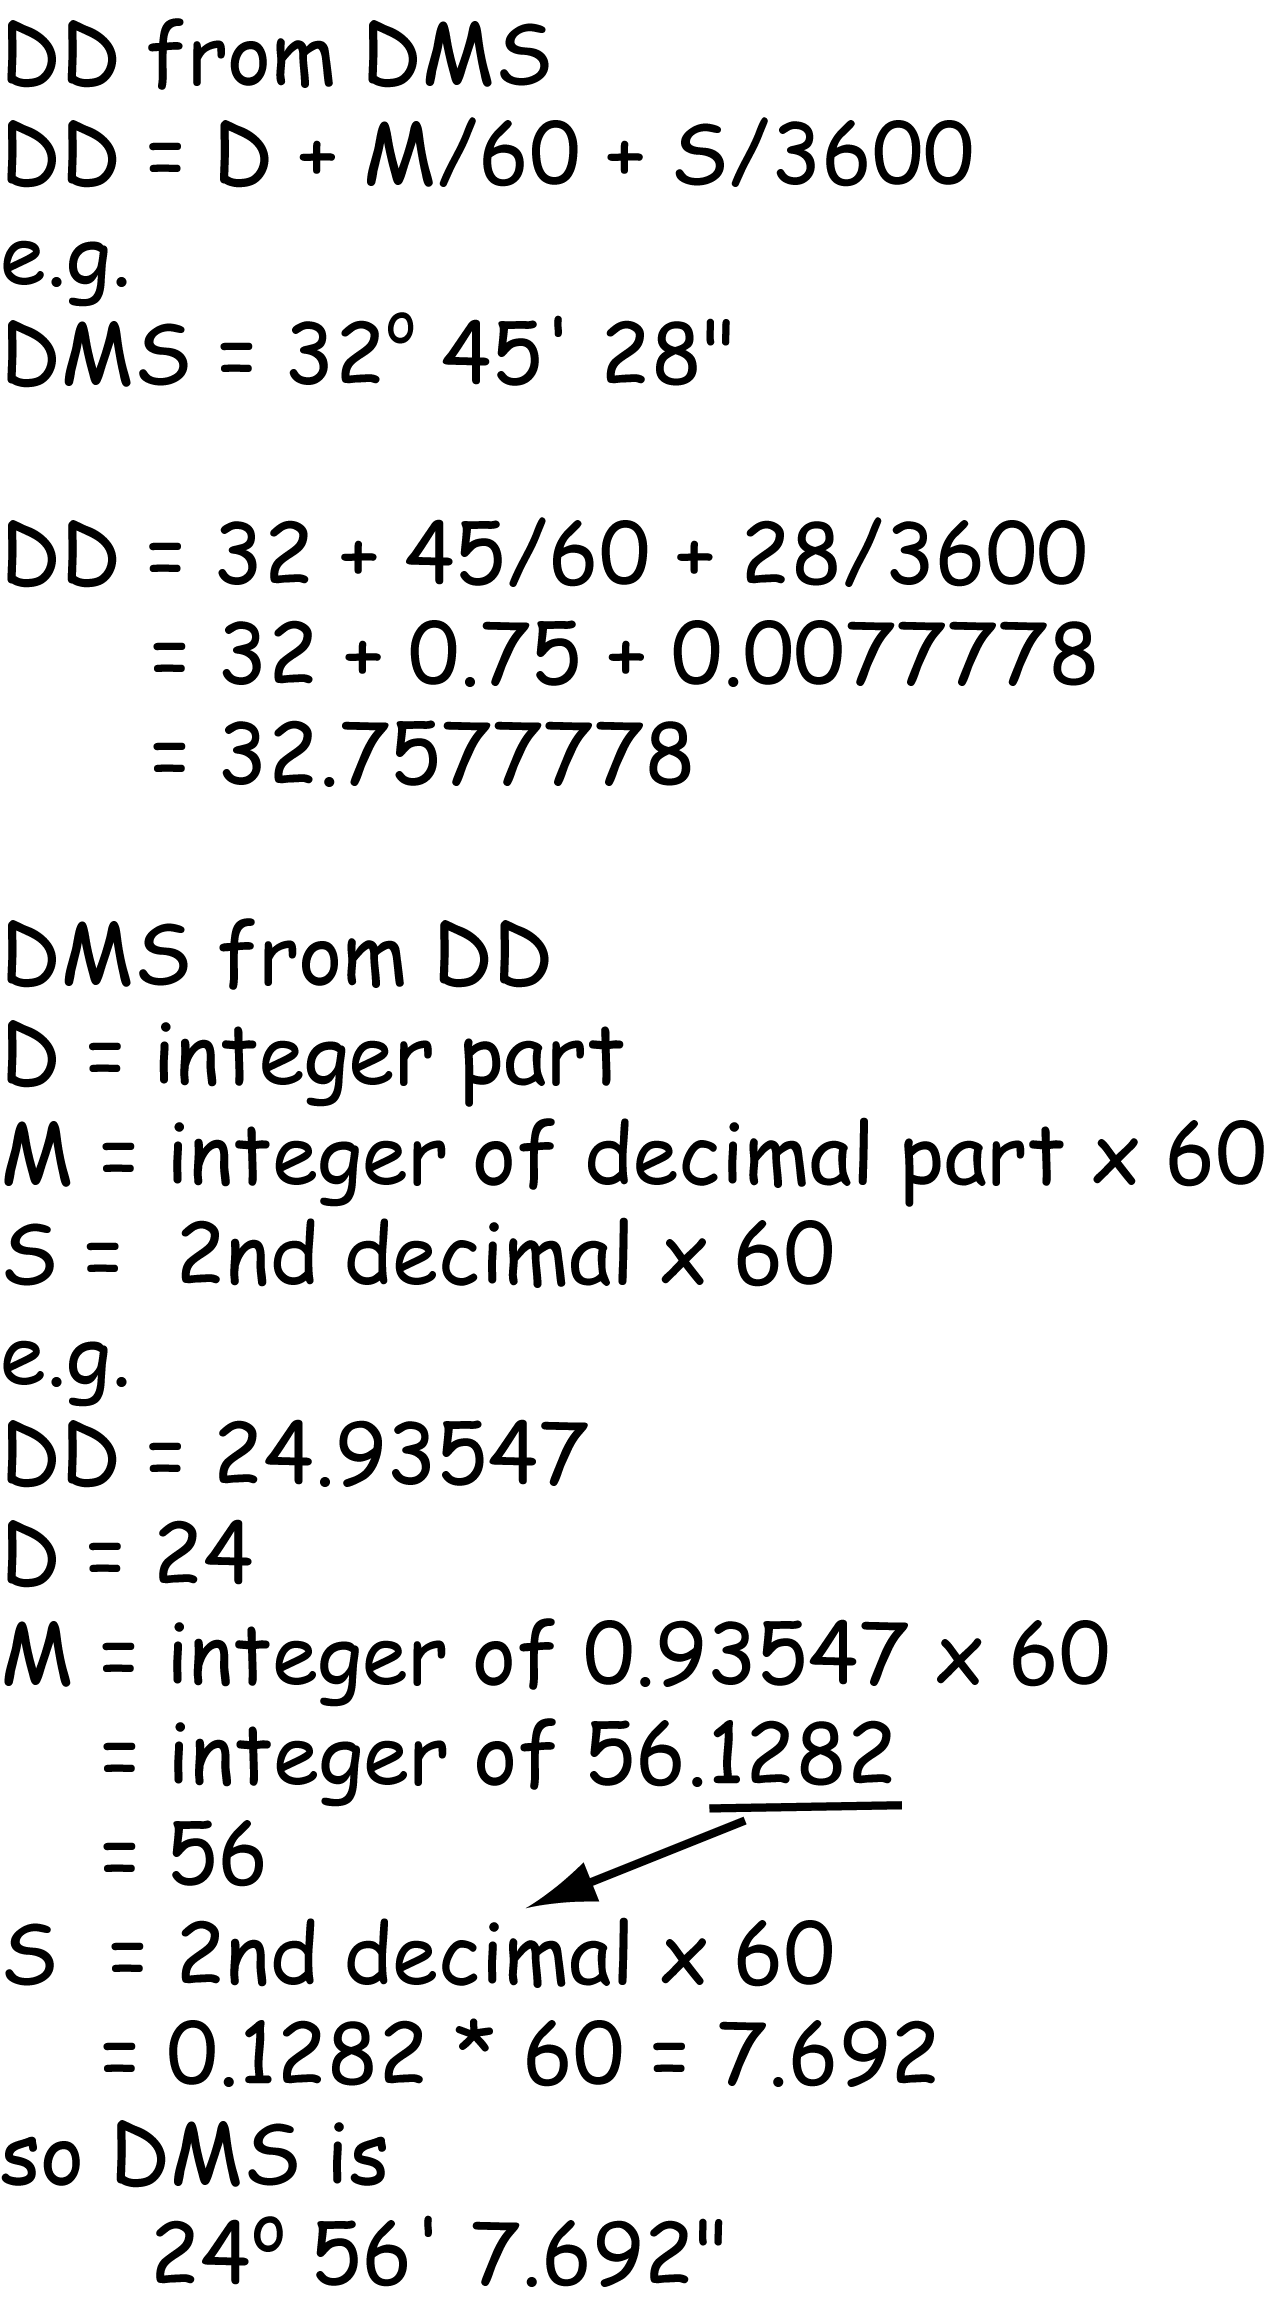 DD from DMS
DD = D + M/60 + S/3600
e.g.
DMS = 32º 45' 28"
DD = 32 + 45/60 + 28/3600
= 32 + 0.75 + 0.0077778
= 32.7577778
DMS from DD
D = integer part
M = integer of decimal part x 60
S = 2nd decimal x 60
e.g.
DD = 24.93547
D = 24
M = integer of 0.93547 x 60
= integer of 56.1282
= 56
S = 2nd decimal x 60
= 0.1282 * 60 = 7.692
so DMS is
24º 56' 7.692"